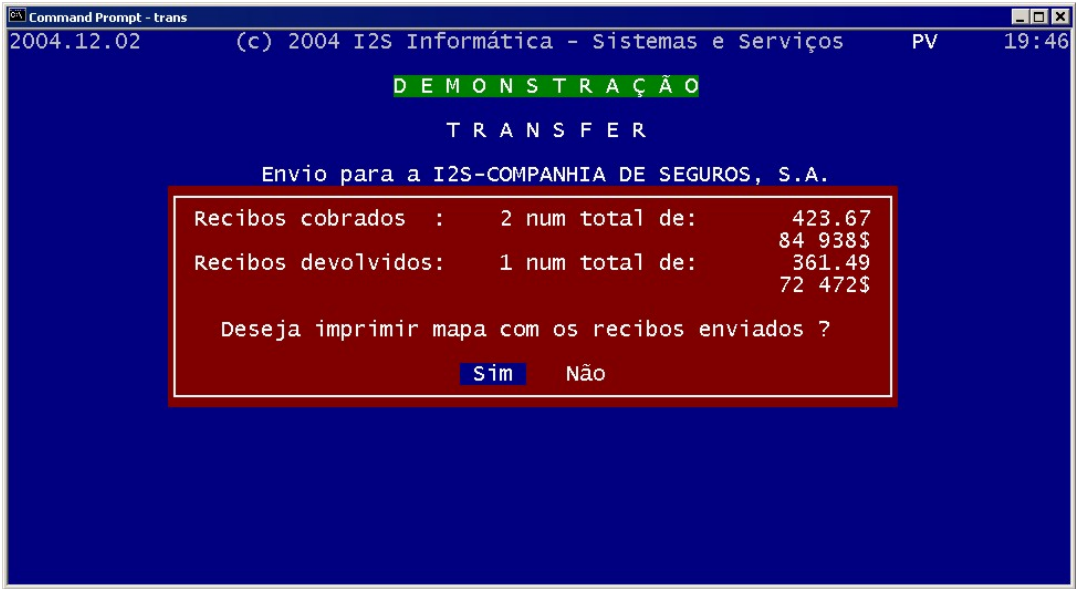 Command Prompt - trans
2004.12.02 (c) 2004 I2S Informática - Sistemas e Serviços PV 19:46
D E M O N S T R A Ç Ã O
T R A N S F E R
Envio para a I2S-COMPANHIA DE SEGUROS, S.A.
Recibos cobrados : 2 num total de: 423.67
84 938$
Recibos devolvidos: 1 num total de: 361.49
72 472$
Deseja imprimir mapa com os recibos enviados ?
Sim Não